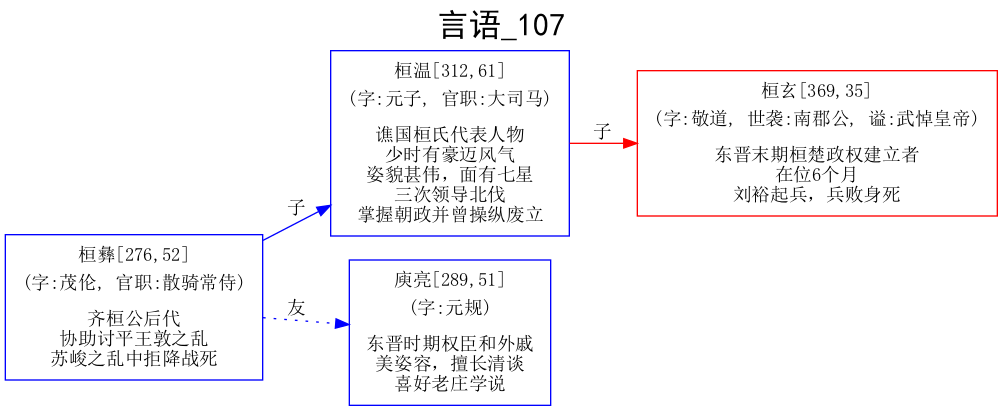 言语_107
桓温[312,61]
(字:元子, 官职:大司马)
谯国桓氏代表人物
少时有豪迈风气
姿貌甚伟，面有七星
三次领导北伐
掌握朝政并曾操纵废立
子
桓玄[369,35]
(字:敬道, 世袭:南郡公, 谥:武悼皇帝)
东晋末期桓楚政权建立者
在位6个月
刘裕起兵，兵败身死
子
桓彝[276,52]
(字:茂伦, 官职:散骑常侍)
齐桓公后代
协助讨平王敦之乱
苏峻之乱中拒降战死
友
庾亮[289,51]
(字:元规)
东晋时期权臣和外戚
美姿容，擅长清谈
喜好老庄学说